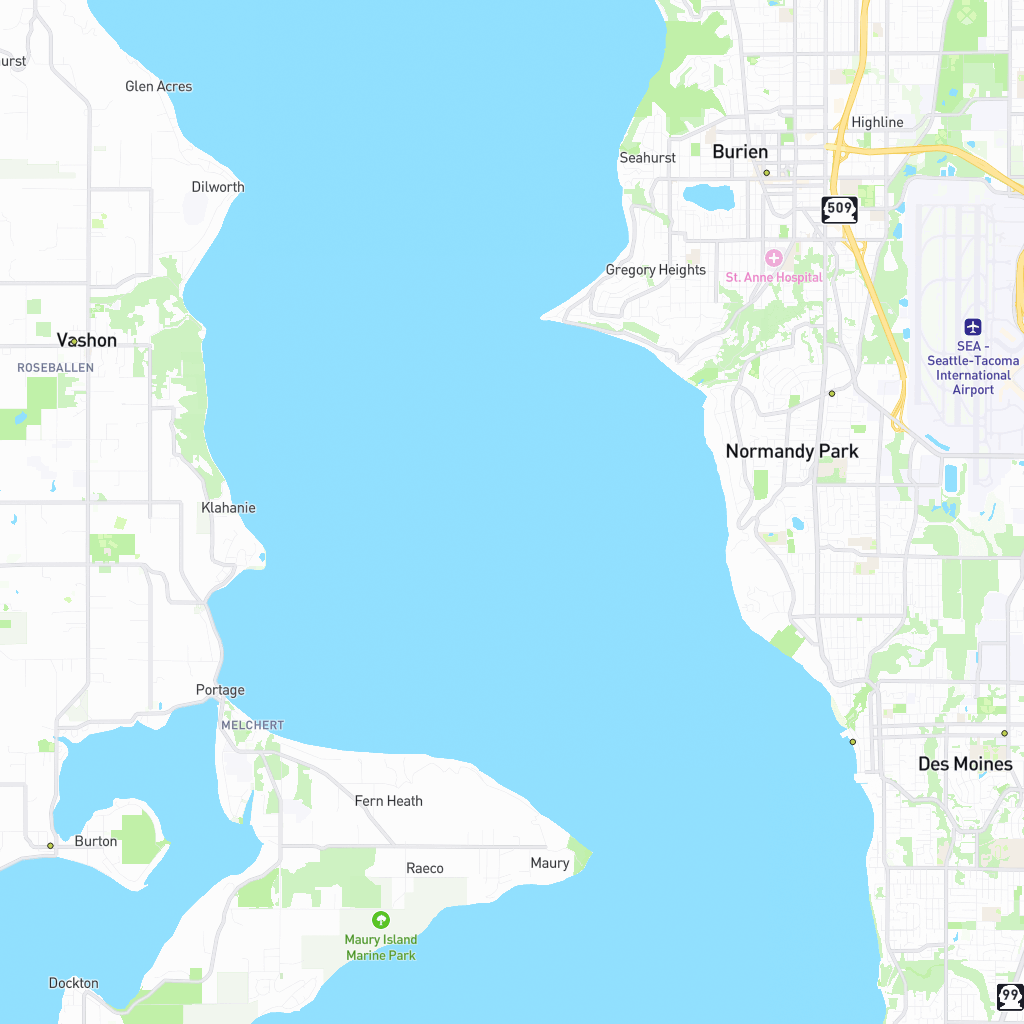 urst
Glen Acres
Highline
Burien
Seahurst
Dilworth
509
Gregory Heights
St. Anne Hospital
Vashon
ROSEBALLEN
SEA -
Seattle-Tacoma
International
Airport
Normandy Park
Klahanie
Portage
MELCHERT
Des Moines
Fern Heath
Burton
Maury
Raeco
Maury Island
Marine Park
Dockton
99